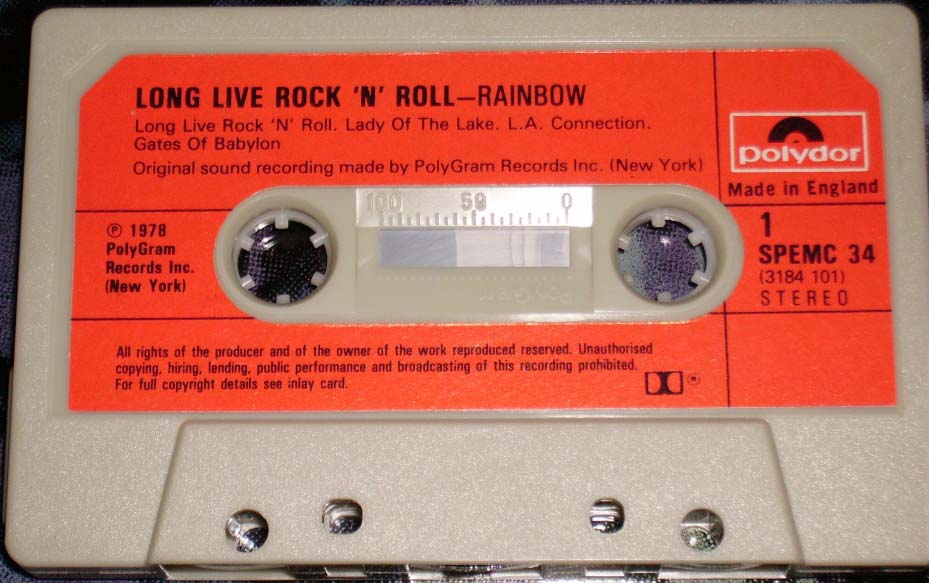 LONG LIVE ROCK 'N' ROLL—RAINBOW
Long Live Rock 'N' Roll. Lady Of The Lake. L.A. Connection.
Gates Of Babylon
Original sound recording made by PolyGram Records Inc. (New York)
polydor
Made in England
100 50 0
℗ 1978
PolyGram
Records Inc.
(New York)
1
SPEMC 34
(3184 101)
STEREO
PolyGram
All rights of the producer and of the owner of the work reproduced reserved. Unauthorised
copying, hiring, lending, public performance and broadcasting of this recording prohibited.
For full copyright details see inlay card.